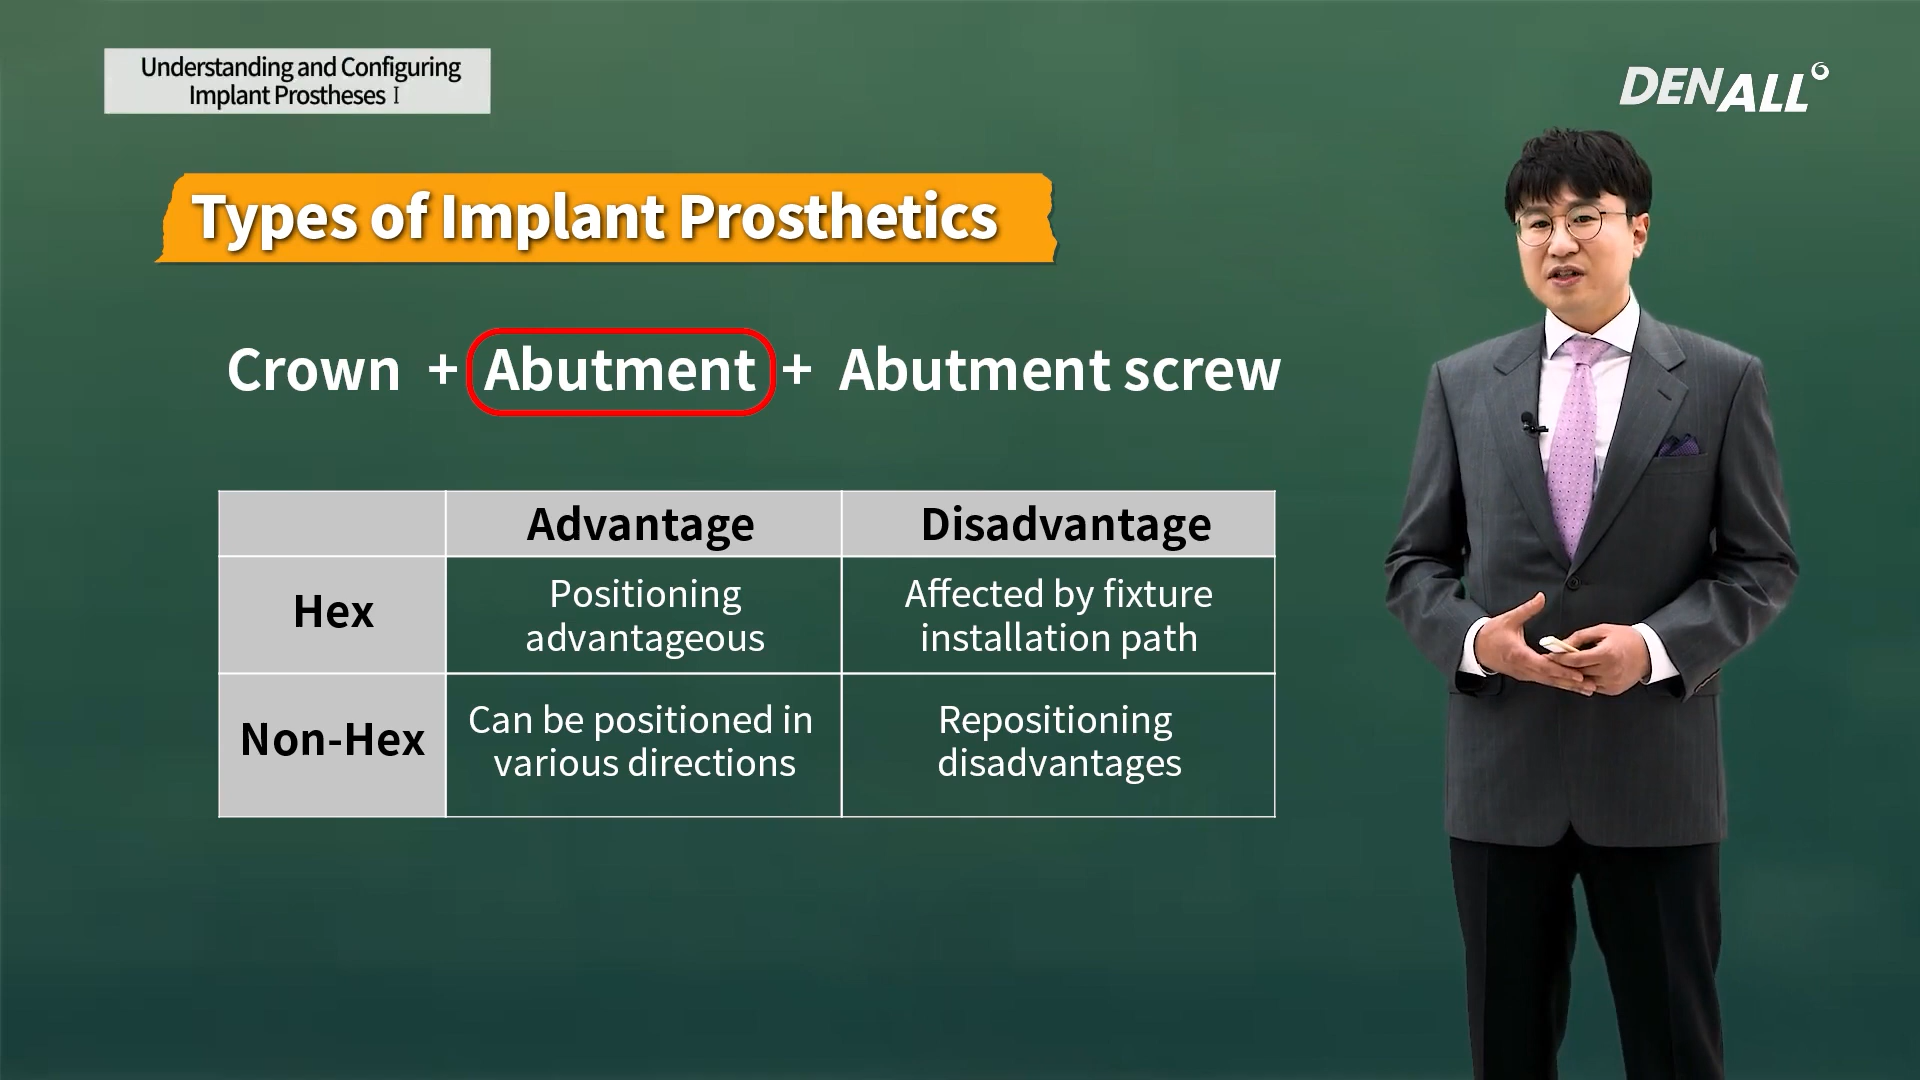 Understanding and Configuring
Implant Prostheses I
DENALL
Types of Implant Prosthetics
Crown + Abutment + Abutment screw
Advantage Disadvantage
Hex
Positioning
advantageous
Affected by fixture
installation path
Non-Hex
Can be positioned in
various directions
Repositioning
disadvantages